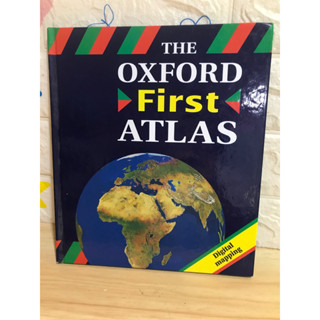 THE
OXFORD
First
ATLAS
Digital
mapping